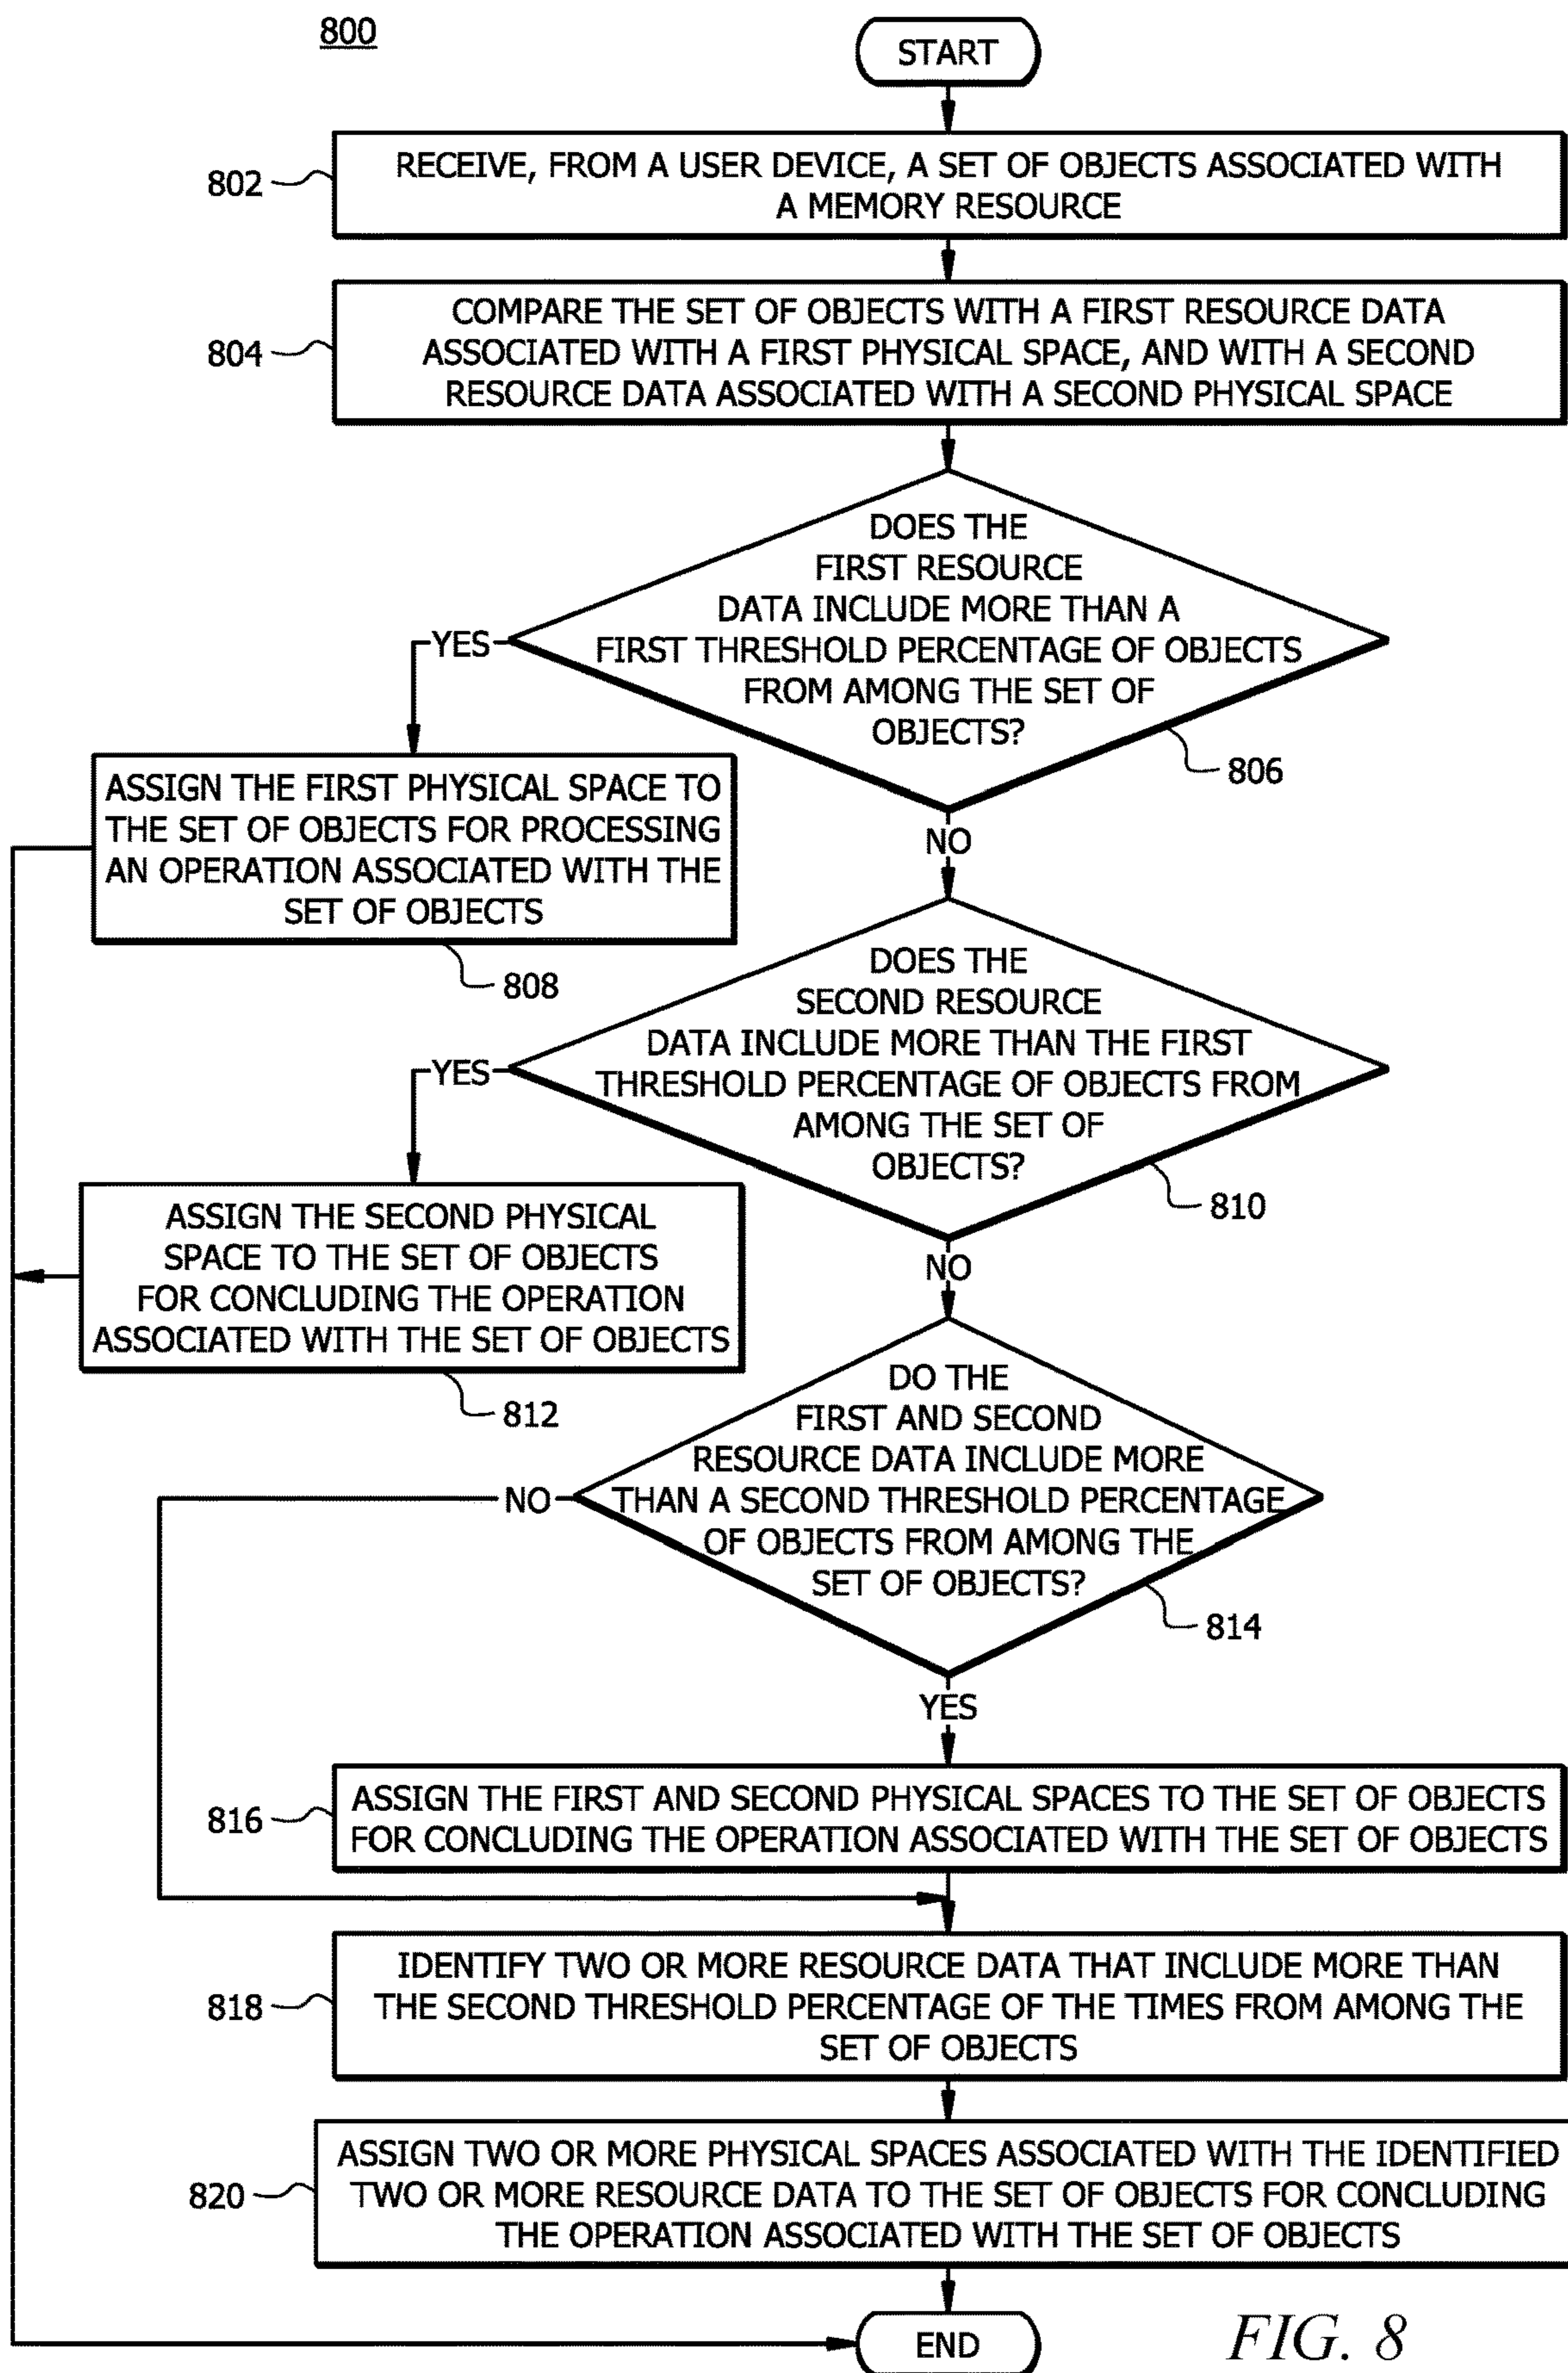 800
START
802
RECEIVE, FROM A USER DEVICE, A SET OF OBJECTS ASSOCIATED WITH
A MEMORY RESOURCE
804
COMPARE THE SET OF OBJECTS WITH A FIRST RESOURCE DATA
ASSOCIATED WITH A FIRST PHYSICAL SPACE, AND WITH A SECOND
RESOURCE DATA ASSOCIATED WITH A SECOND PHYSICAL SPACE
DOES THE
FIRST RESOURCE
DATA INCLUDE MORE THAN A
FIRST THRESHOLD PERCENTAGE OF OBJECTS
FROM AMONG THE SET OF
OBJECTS?
806
YES
NO
ASSIGN THE FIRST PHYSICAL SPACE TO
THE SET OF OBJECTS FOR PROCESSING
AN OPERATION ASSOCIATED WITH THE
SET OF OBJECTS
808
DOES THE
SECOND RESOURCE
DATA INCLUDE MORE THAN THE FIRST
THRESHOLD PERCENTAGE OF OBJECTS FROM
AMONG THE SET OF
OBJECTS?
810
YES
NO
ASSIGN THE SECOND PHYSICAL
SPACE TO THE SET OF OBJECTS
FOR CONCLUDING THE OPERATION
ASSOCIATED WITH THE SET OF OBJECTS
812
DO THE
FIRST AND SECOND
RESOURCE DATA INCLUDE MORE
THAN A SECOND THRESHOLD PERCENTAGE
OF OBJECTS FROM AMONG THE
SET OF OBJECTS?
814
NO
YES
816
ASSIGN THE FIRST AND SECOND PHYSICAL SPACES TO THE SET OF OBJECTS
FOR CONCLUDING THE OPERATION ASSOCIATED WITH THE SET OF OBJECTS
818
IDENTIFY TWO OR MORE RESOURCE DATA THAT INCLUDE MORE THAN
THE SECOND THRESHOLD PERCENTAGE OF THE TIMES FROM AMONG THE
SET OF OBJECTS
820
ASSIGN TWO OR MORE PHYSICAL SPACES ASSOCIATED WITH THE IDENTIFIED
TWO OR MORE RESOURCE DATA TO THE SET OF OBJECTS FOR CONCLUDING
THE OPERATION ASSOCIATED WITH THE SET OF OBJECTS
END
FIG. 8